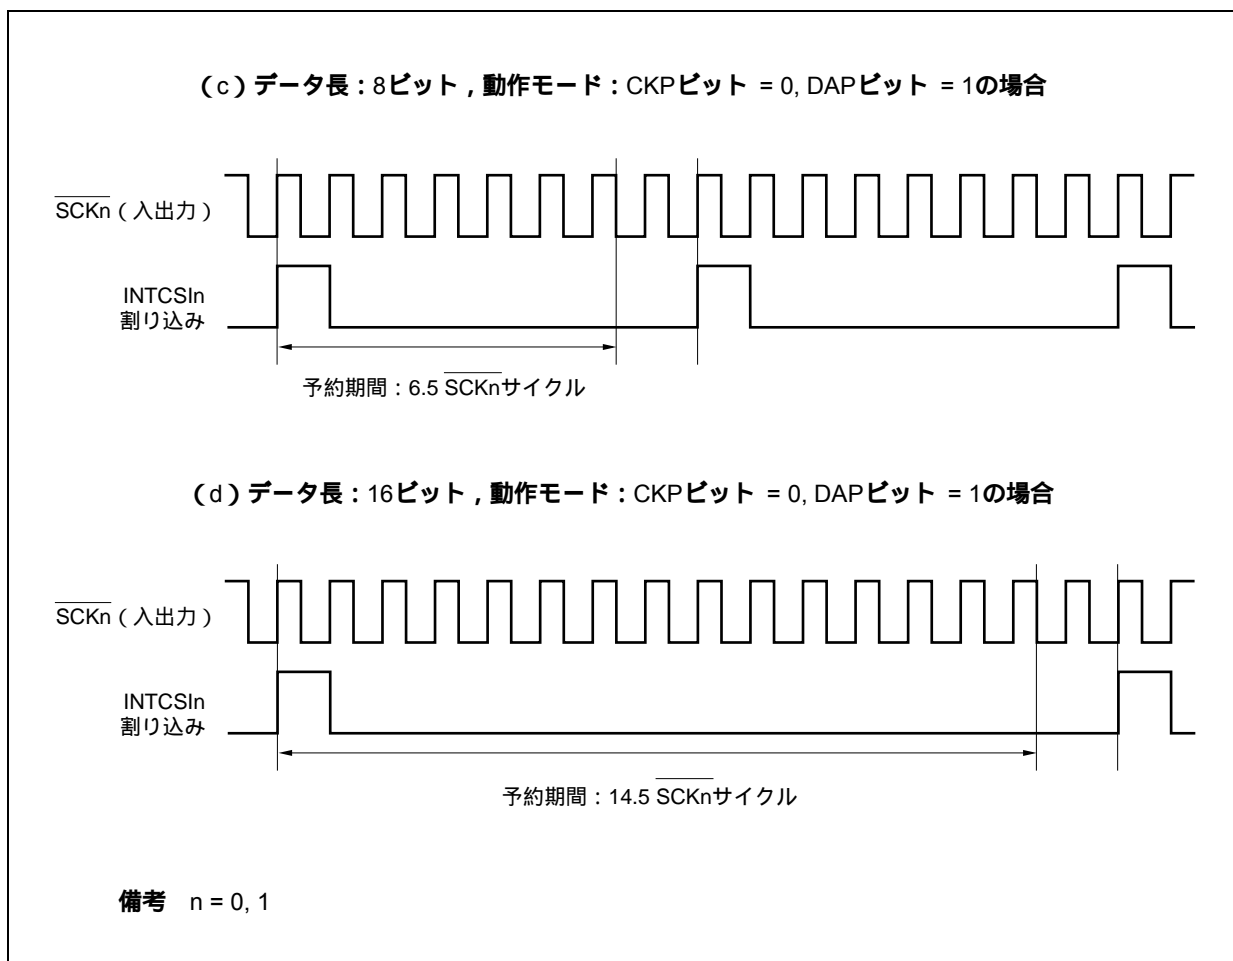 (c)データ長:8ビット,動作モード:CKPビット = 0, DAPビット = 1の場合
SCKn(入出力)
INTCSIn
割り込み
予約期間:6.5 SCKnサイクル
(d)データ長:16ビット,動作モード:CKPビット = 0, DAPビット = 1の場合
SCKn(入出力)
INTCSIn
割り込み
予約期間:14.5 SCKnサイクル
備考 n = 0, 1